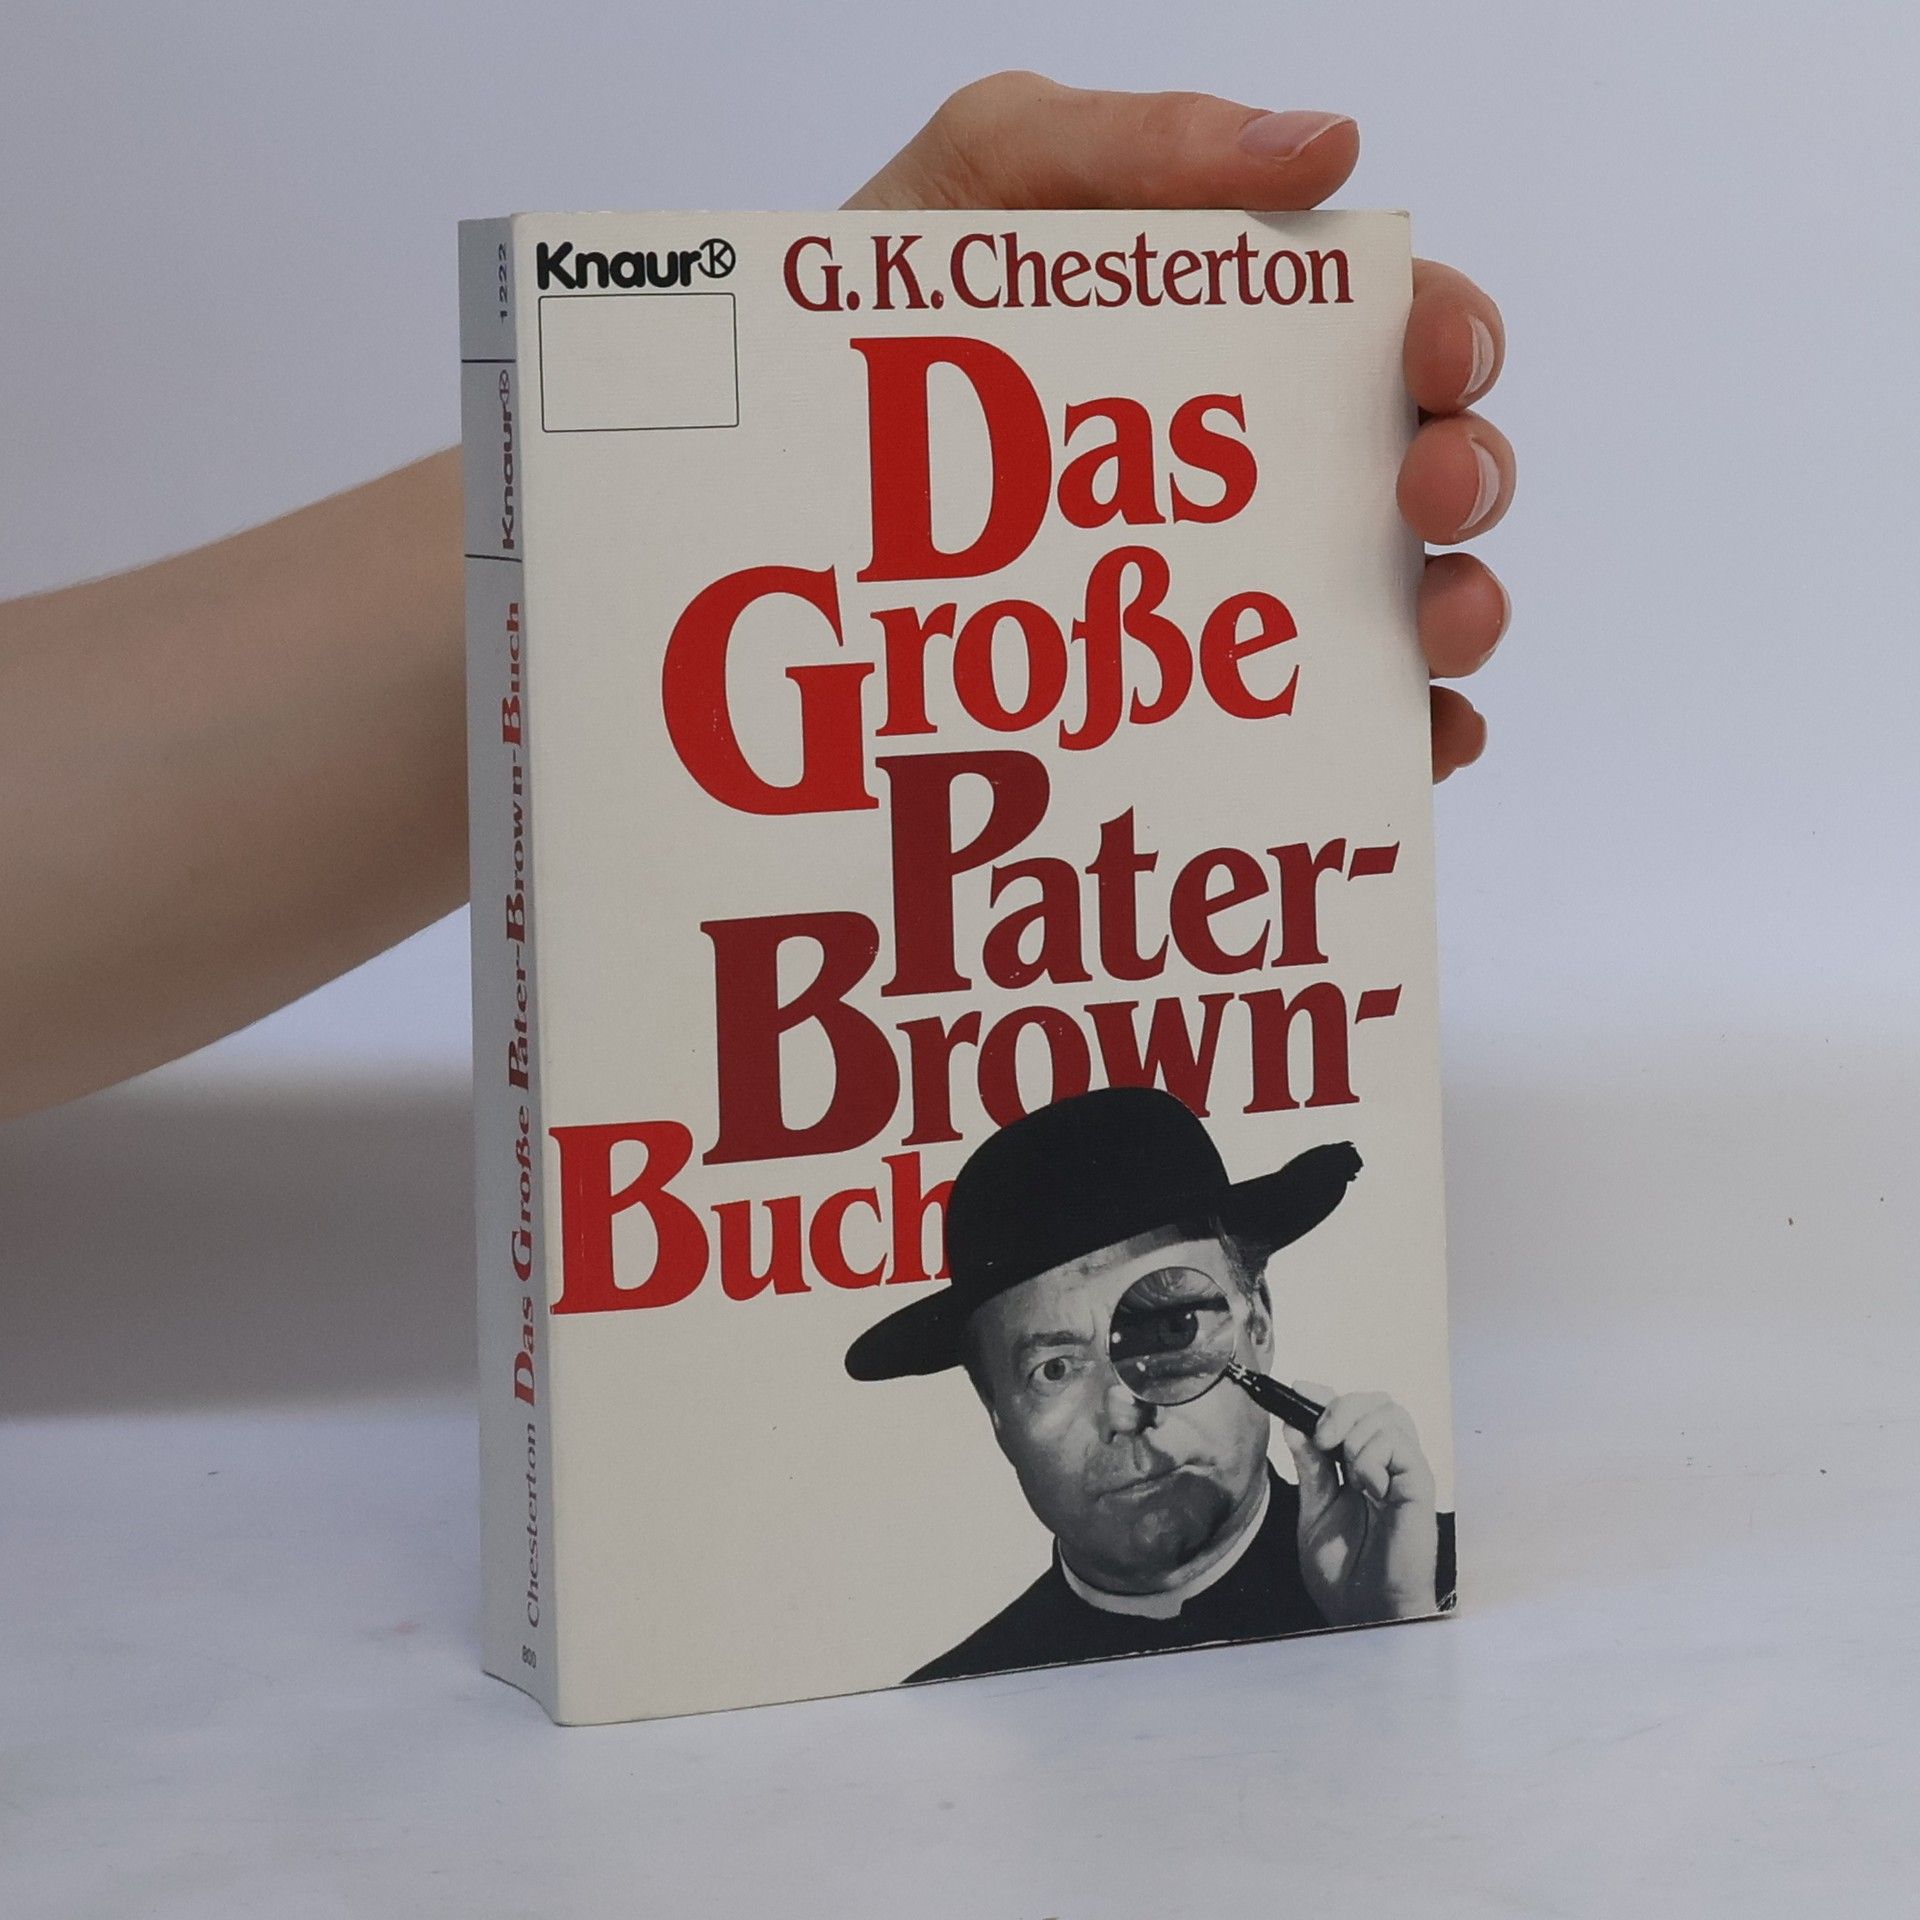 Knaur
G. K. Chesterton
Das
Große
Pater-
Brown-
Buch
1222
Knaur
Chesterton Das Große Pater-Brown-Buch
800